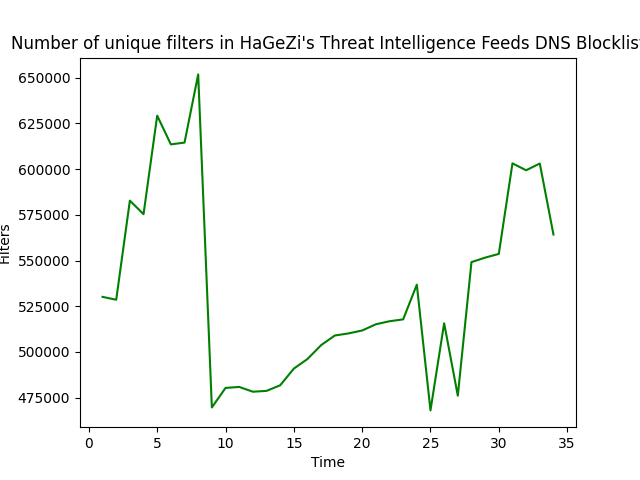 Number of unique filters in HaGeZi's Threat Intelligence Feeds DNS Blocklis
650000
625000
600000
575000
550000
525000
500000
475000
Filters
0 5 10 15 20 25 30 35
Time